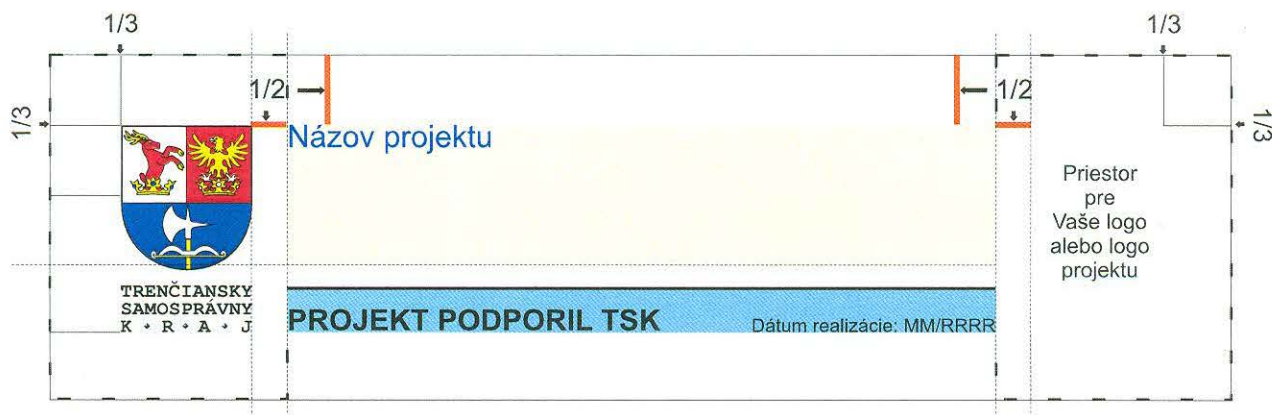 1/3
1/3
1/2
1/2
1/3
1/3
Názov projektu
Priestor
pre
Vaše logo
alebo logo
projektu
TRENČIANSKY
SAMOSPRÁVNY
K • R • A • J
PROJEKT PODPORIL TSK
Dátum realizácie: MM/RRRR